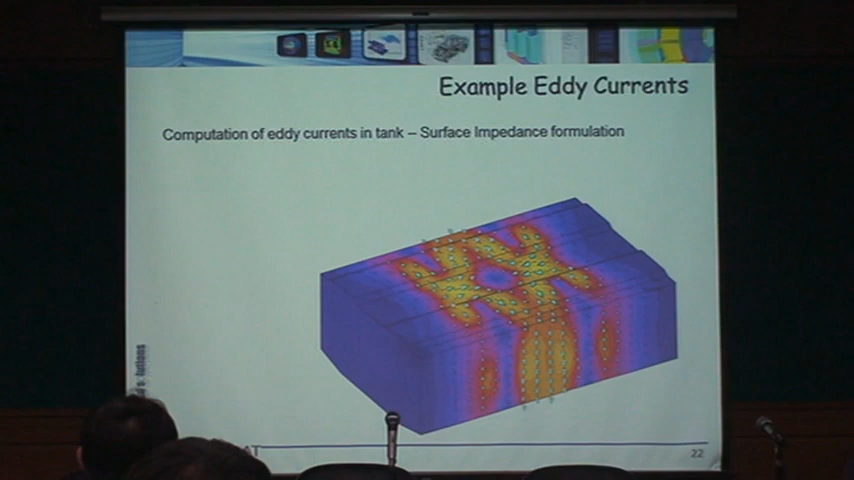 Example Eddy Currents
Computation of eddy currents in tank – Surface Impedance formulation
22